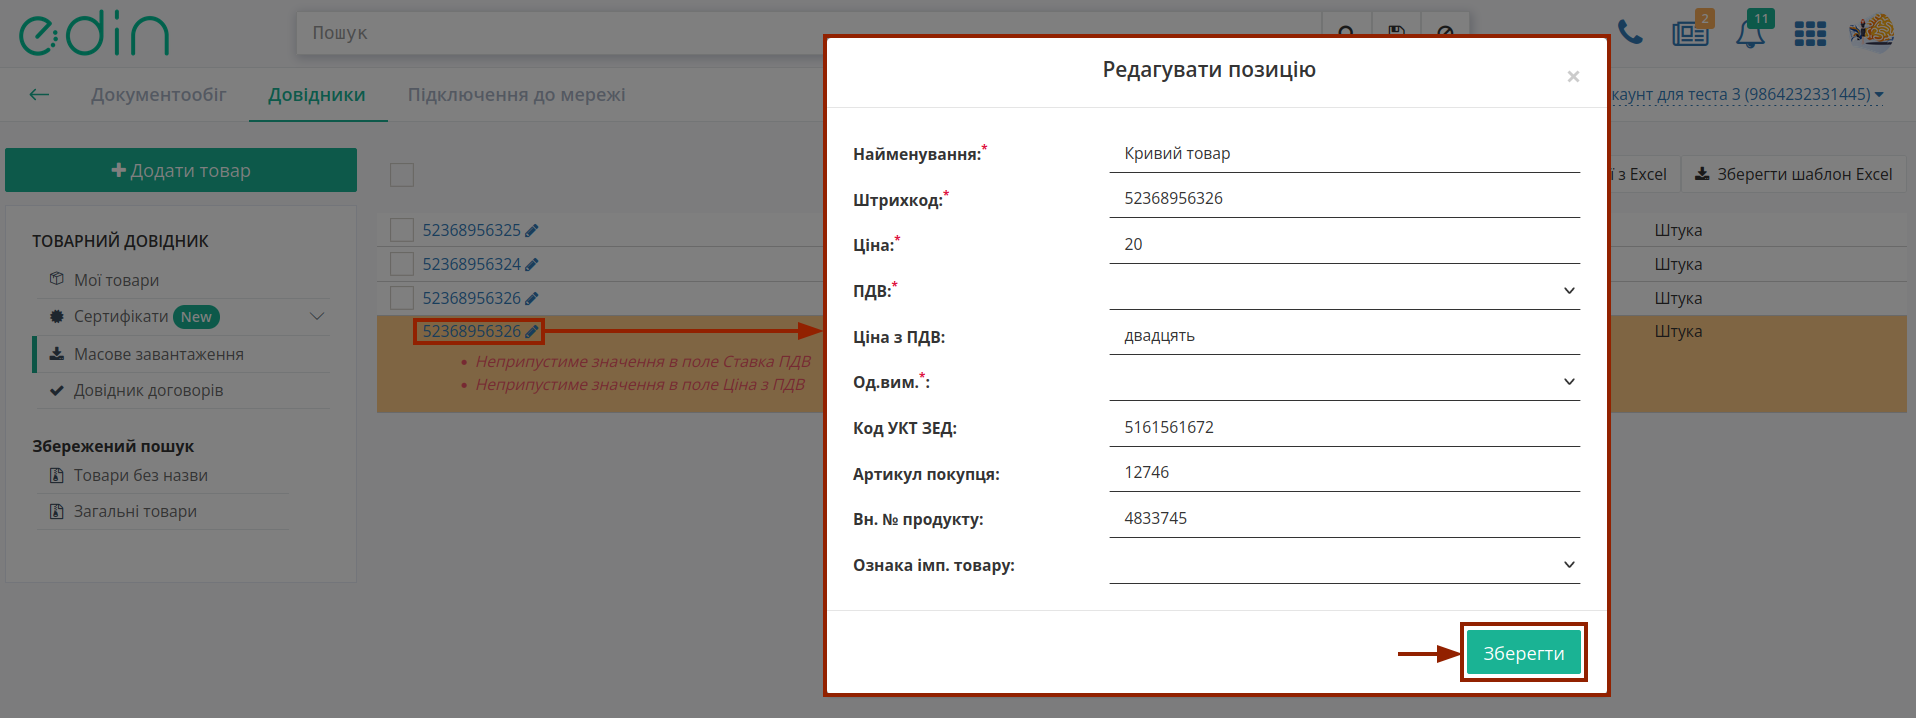 edin
Пошук
2
11
Документообіг
Довідники
Підключення до мережі
каунт для теста 3 (9864232331445)
Додати товар
ї з Excel
Зберегти шаблон Excel
ТОВАРНИЙ ДОВІДНИК
Мої товари
Сертифікати New
Масове завантаження
Довідник договорів
Збережений пошук
Товари без назви
Загальні товари
52368956325
Штука
52368956324
Штука
52368956326
Штука
52368956326
Штука
Неприпустиме значення в поле Ставка ПДВ
Неприпустиме значення в поле Ціна з ПДВ
Редагувати позицію
×
Найменування:* Кривий товар
Штрихкод:* 52368956326
Ціна:* 20
ПДВ:*
Ціна з ПДВ: двадцять
Од.вим.*:
Код УКТ ЗЕД: 5161561672
Артикул покупця: 12746
Вн. № продукту: 4833745
Ознака імп. товару:
Зберегти